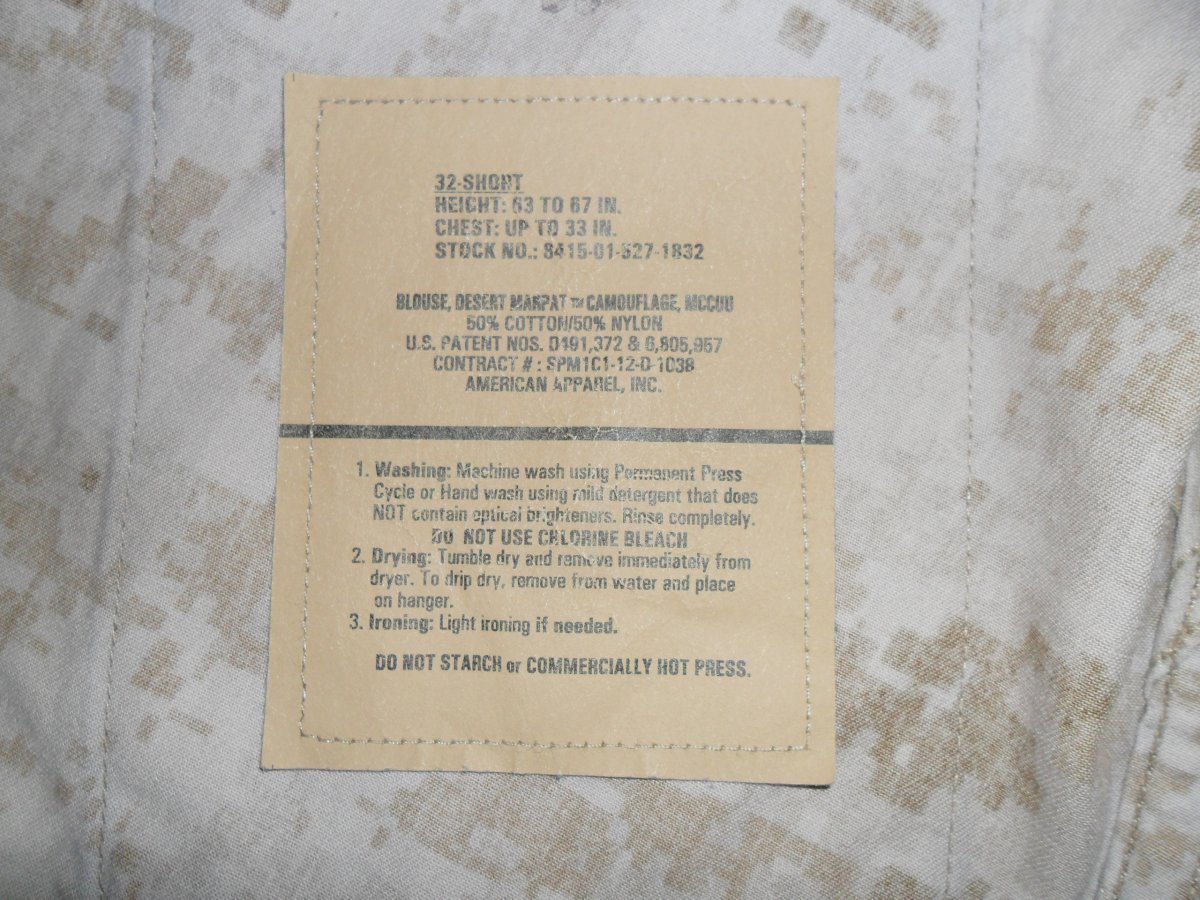 32-SHORT
HEIGHT: 63 TO 67 IN.
CHEST: UP TO 33 IN.
STOCK NO.: 8415-01-527-1832
BLOUSE, DESERT MARPAT ™ CAMOUFLAGE, MCCUU
50% COTTON/50% NYLON
U.S. PATENT NOS. D491,372 & 6,805,957
CONTRACT # : SPM1C1-12-D-1038
AMERICAN APPAREL, INC.
1. Washing: Machine wash using Permanent Press
Cycle or Hand wash using mild detergent that does
NOT contain optical brighteners. Rinse completely.
DO NOT USE CHLORINE BLEACH
2. Drying: Tumble dry and remove immediately from
dryer. To drip dry, remove from water and place
on hanger.
3. Ironing: Light ironing if needed.
DO NOT STARCH or COMMERCIALLY HOT PRESS.